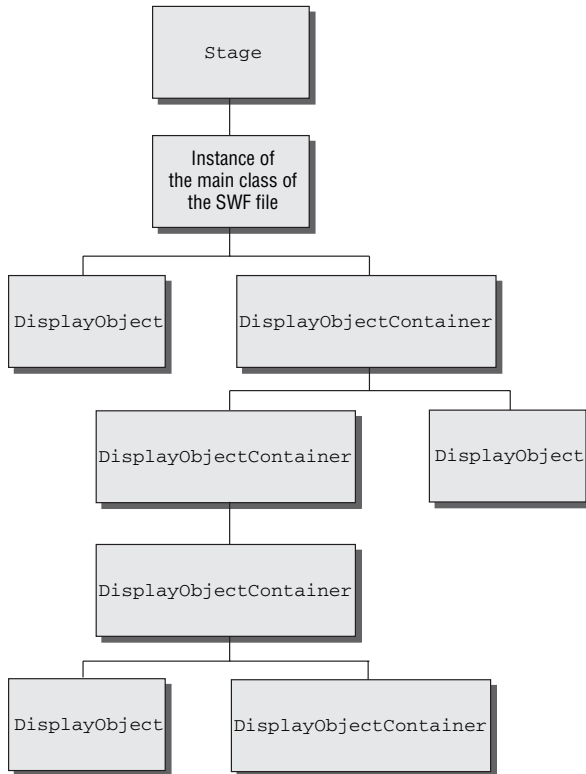 Stage
Instance of
the main class of
the SWF file
DisplayObject
DisplayObjectContainer
DisplayObjectContainer
DisplayObject
DisplayObjectContainer
DisplayObject
DisplayObjectContainer